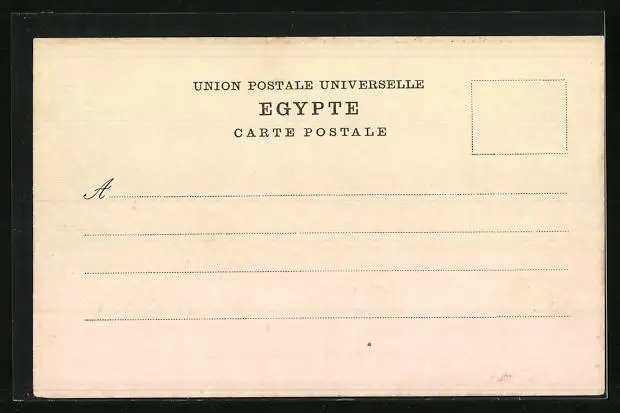 UNION POSTALE UNIVERSELLE
EGYPTE
CARTE POSTALE
A